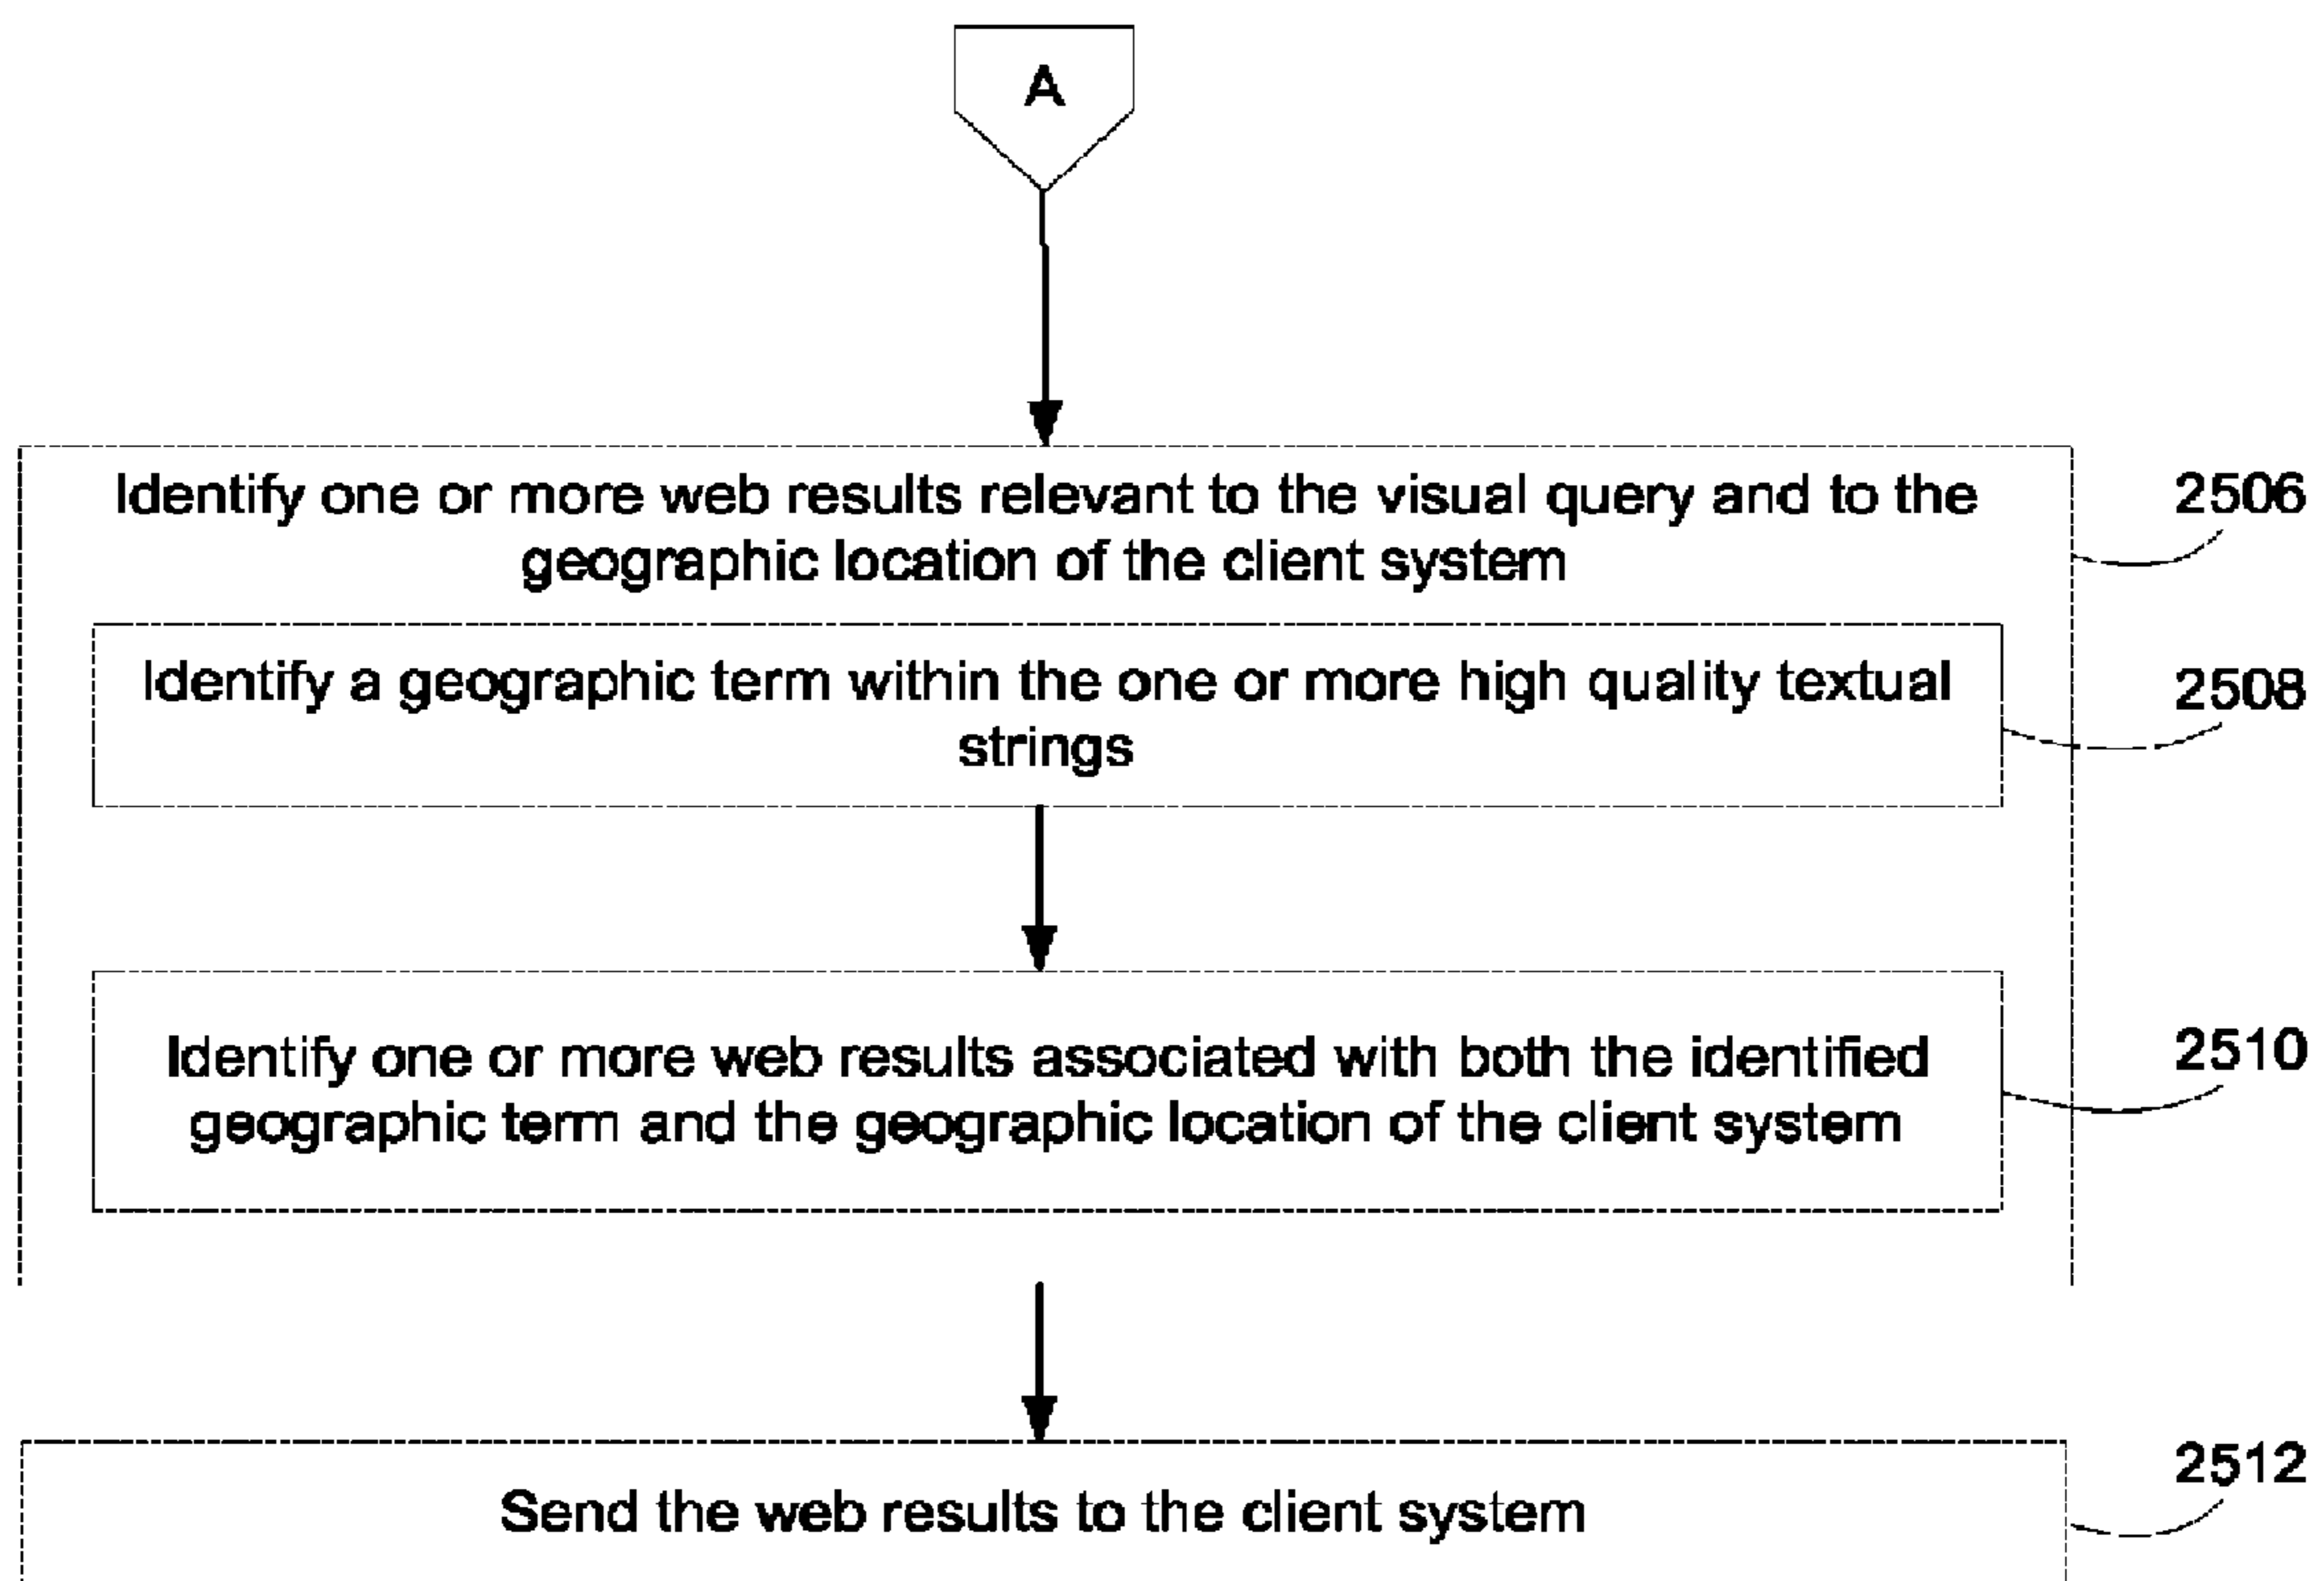 A
Identify one or more web results relevant to the visual query and to the
geographic location of the client system
2506
Identify a geographic term within the one or more high quality textual
strings
2508
Identify one or more web results associated with both the identified
geographic term and the geographic location of the client system
2510
Send the web results to the client system
2512